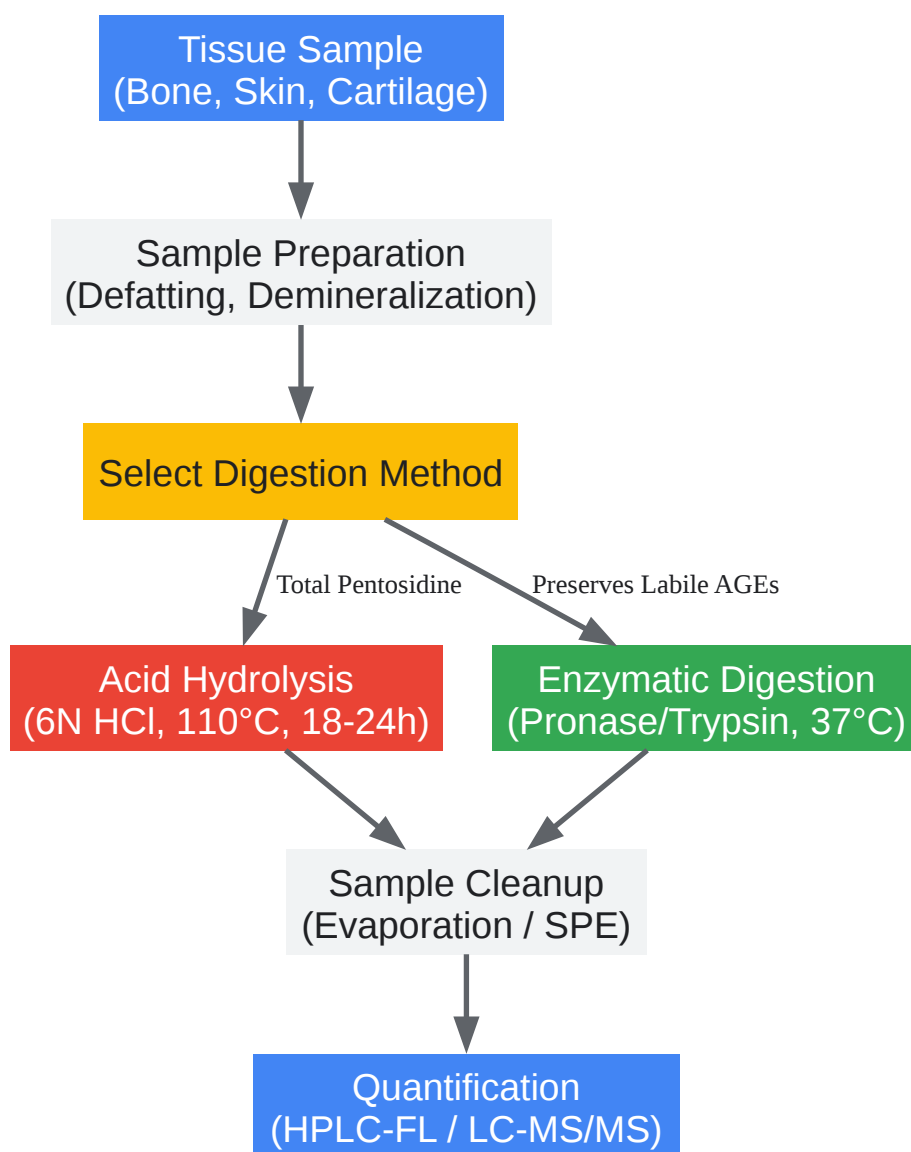 Tissue Sample
(Bone, Skin, Cartilage)
Sample Preparation
(Defatting, Demineralization)
Select Digestion Method
Total Pentosidine
Preserves Labile AGEs
Acid Hydrolysis
(6N HCl, 110°C, 18-24h)
Enzymatic Digestion
(Pronase/Trypsin, 37°C)
Sample Cleanup
(Evaporation / SPE)
Quantification
(HPLC-FL / LC-MS/MS)